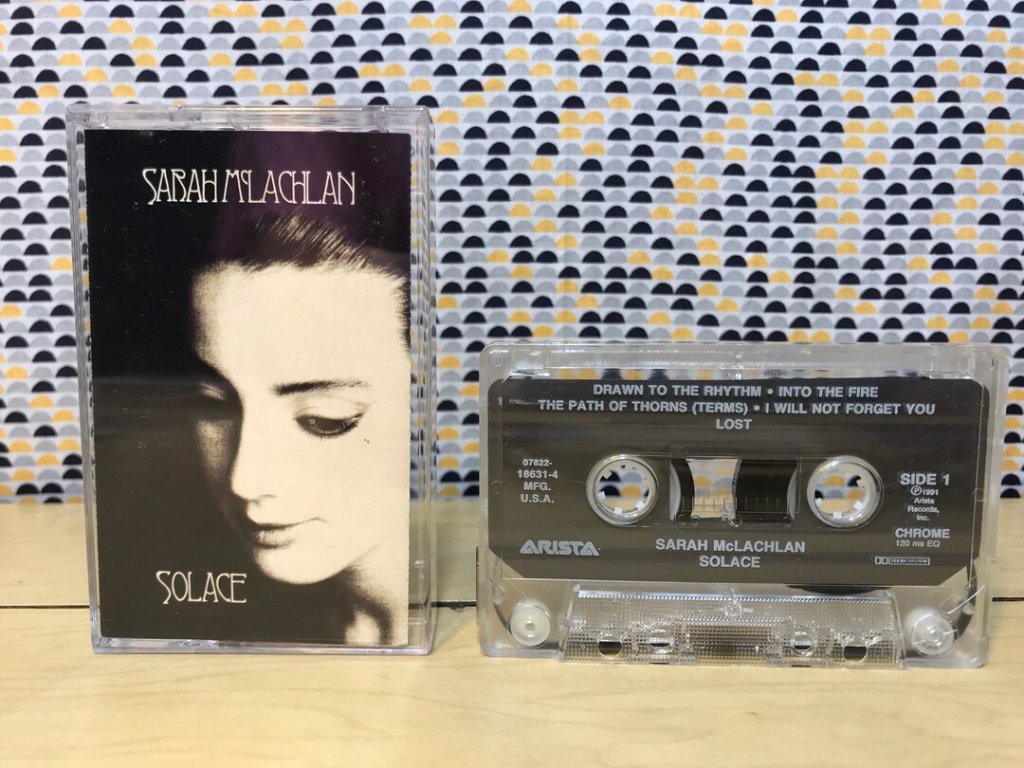 SARAH McLACHLAN
SOLACE
DRAWN TO THE RHYTHM • INTO THE FIRE
THE PATH OF THORNS (TERMS) • I WILL NOT FORGET YOU
LOST
07822-
18631-4
MFG.
U.S.A.
SIDE 1
℗1991
Arista
Records,
Inc.
CHROME
120 ms EQ
ARISTA
SARAH McLACHLAN
SOLACE